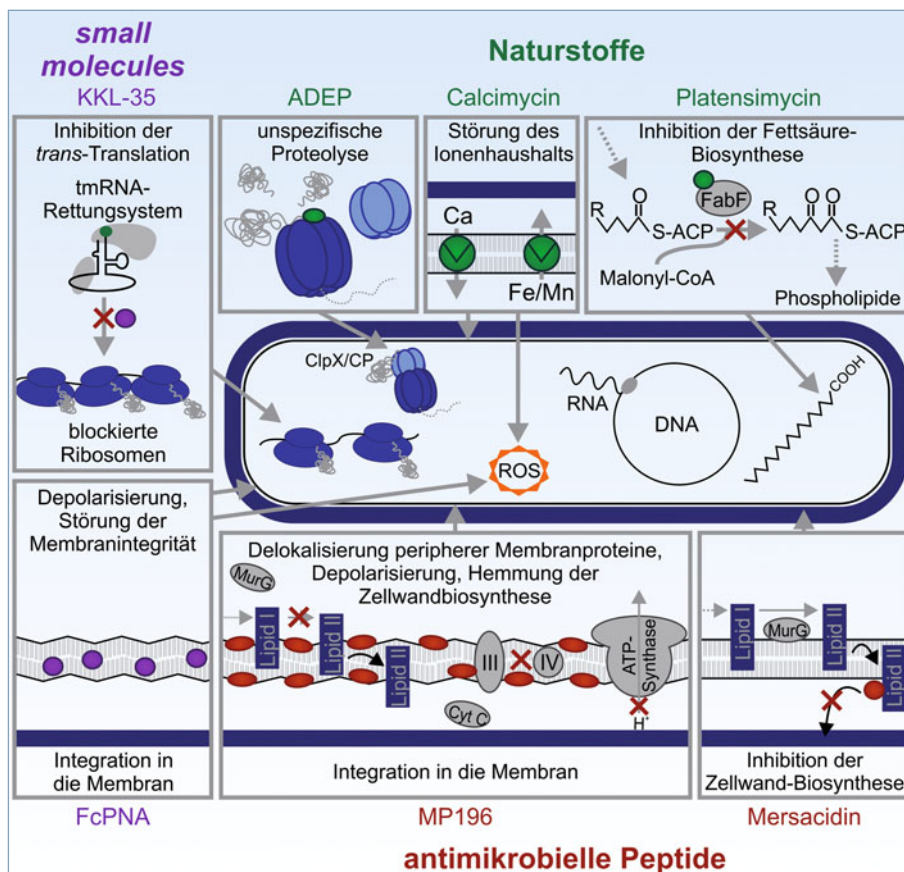 small
molecules
Naturstoffe
KKL-35
ADEP
Calcimycin
Platensimycin
Inhibition der
trans-Translation
tmRNA-
Rettungsystem
blockierte
Ribosomen
unspezifische
Proteolyse
Störung des
Ionenhaushalts
Ca
Fe/Mn
Inhibition der Fettsäure-
Biosynthese
FabF
R
O
S-ACP
R
O
O
S-ACP
Malonyl-CoA
Phospholipide
ClpX/CP
RNA
DNA
COOH
ROS
Depolarisierung,
Störung der
Membranintegrität
Integration in
die Membran
Delokalisierung peripherer Membranproteine,
Depolarisierung, Hemmung der
Zellwandbiosynthese
MurG
Lipid I
Lipid II
Lipid II
III
IV
ATP-
Synthase
Cyt C
H⁺
Integration in die Membran
Lipid I
MurG
Lipid II
Lipid II
Inhibition der
Zellwand-Biosynthese
FcPNA
MP196
Mersacidin
antimikrobielle Peptide